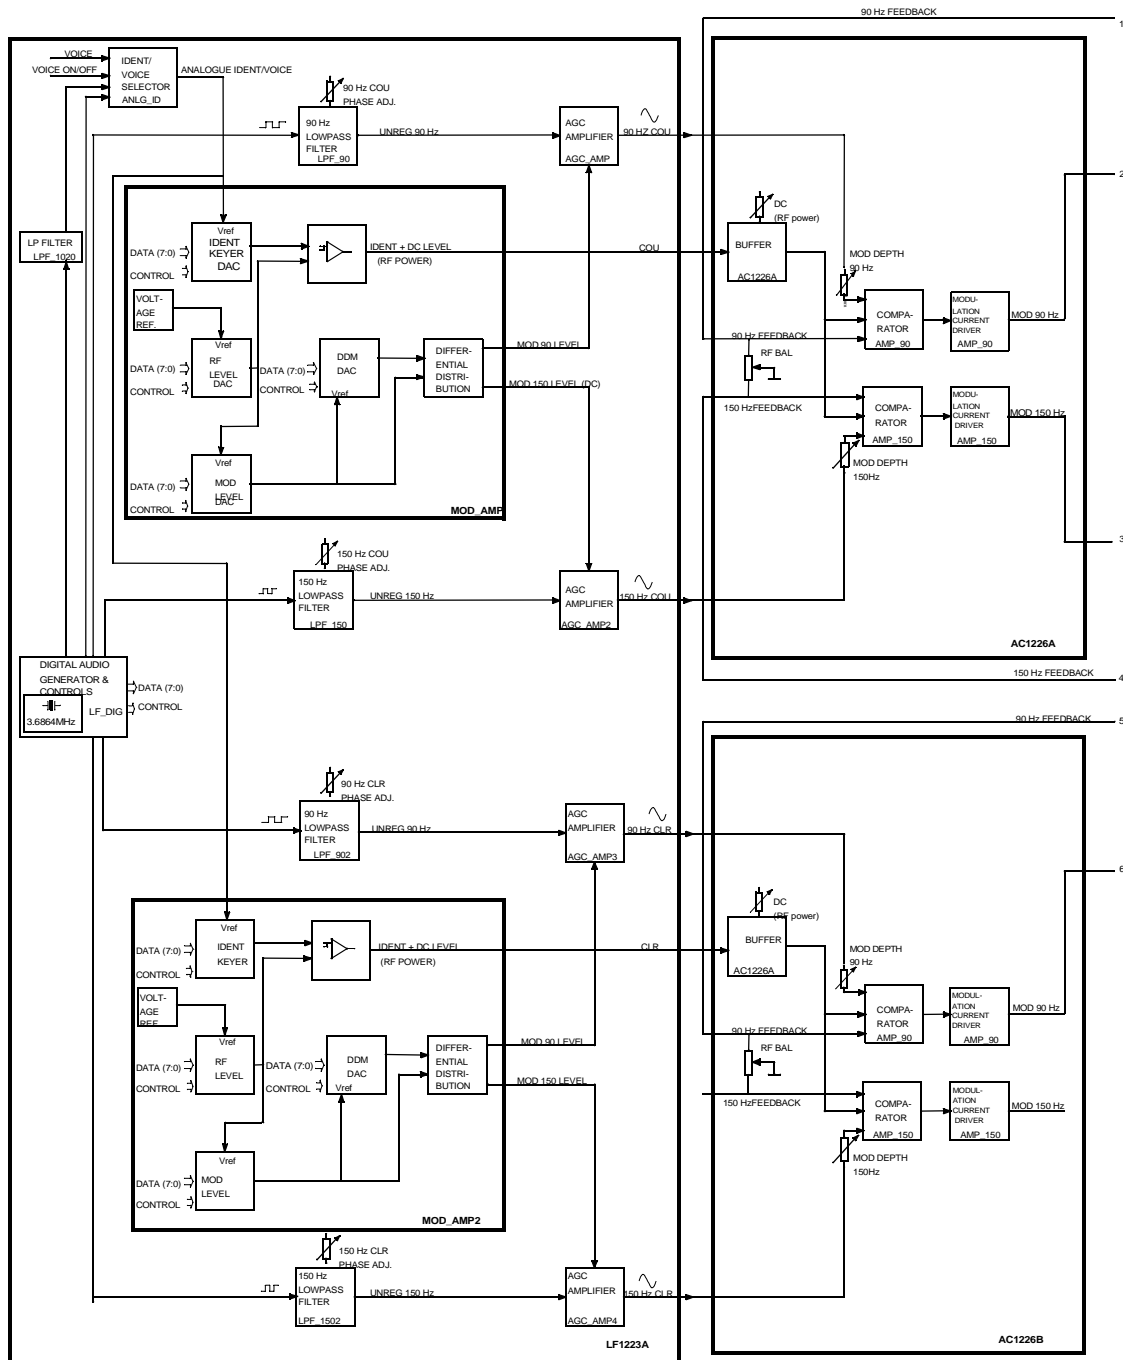 90 Hz FEEDBACK
1
VOICE
VOICE ON/OFF
IDENT/
VOICE
SELECTOR
ANLG_ID
ANALOGUE IDENT/VOICE
90 Hz COU
PHASE ADJ.
90 Hz
LOWPASS
FILTER
LPF_90
UNREG 90 Hz
AGC
AMPLIFIER
AGC_AMP
90 HZ COU
2
LP FILTER
LPF_1020
Vref
IDENT
KEYER
DAC
DATA (7:0)
CONTROL
IDENT + DC LEVEL
(RF POWER)
COU
DC
(RF power)
BUFFER
AC1226A
MOD DEPTH
90 Hz
VOLT-
AGE
REF.
Vref
RF
LEVEL
DAC
DATA (7:0)
CONTROL
DATA (7:0)
CONTROL
DDM
DAC
Vref
DIFFER-
ENTIAL
DISTRI-
BUTION
MOD 90 LEVEL
MOD 150 LEVEL (DC)
90 Hz FEEDBACK
RF BAL
150 HzFEEDBACK
COMPA-
RATOR
AMP_90
MODU-
LATION
CURRENT
DRIVER
AMP_90
MOD 90 Hz
COMPA-
RATOR
AMP_150
MODU-
LATION
CURRENT
DRIVER
AMP_150
MOD 150 Hz
MOD DEPTH
150Hz
Vref
MOD
LEVEL
DAC
DATA (7:0)
CONTROL
MOD_AMP
3
150 Hz COU
PHASE ADJ.
150 Hz
LOWPASS
FILTER
LPF_150
UNREG 150 Hz
AGC
AMPLIFIER
AGC_AMP2
150 Hz COU
AC1226A
150 HZ FEEDBACK
4
DIGITAL AUDIO
GENERATOR &
CONTROLS
LF_DIG
3.6864MHz
DATA (7:0)
CONTROL
90 Hz FEEDBACK
5
90 Hz CLR
PHASE ADJ.
90 Hz
LOWPASS
FILTER
LPF_902
UNREG 90 Hz
AGC
AMPLIFIER
AGC_AMP3
90 Hz CLR
6
Vref
IDENT
KEYER
DATA (7:0)
CONTROL
IDENT + DC LEVEL
(RF POWER)
CLR
DC
(RF power)
BUFFER
AC1226A
MOD DEPTH
90 Hz
VOLT-
AGE
REF.
Vref
RF
LEVEL
DATA (7:0)
CONTROL
DATA (7:0)
CONTROL
DDM
DAC
Vref
DIFFER-
ENTIAL
DISTRI-
BUTION
MOD 90 LEVEL
MOD 150 LEVEL
90 Hz FEEDBACK
RF BAL
150 HzFEEDBACK
COMPA-
RATOR
AMP_90
MODUL-
ATION
CURRENT
DRIVER
AMP_90
MOD 90 Hz
COMPA-
RATOR
AMP_150
MODUL-
ATION
CURRENT
DRIVER
AMP_150
MOD 150 Hz
MOD DEPTH
150Hz
Vref
MOD
LEVEL
DATA (7:0)
CONTROL
MOD_AMP2
150 Hz CLR
PHASE ADJ.
150 Hz
LOWPASS
FILTER
LPF_1502
UNREG 150 Hz
AGC
AMPLIFIER
AGC_AMP4
150 Hz CLR
LF1223A
AC1226B